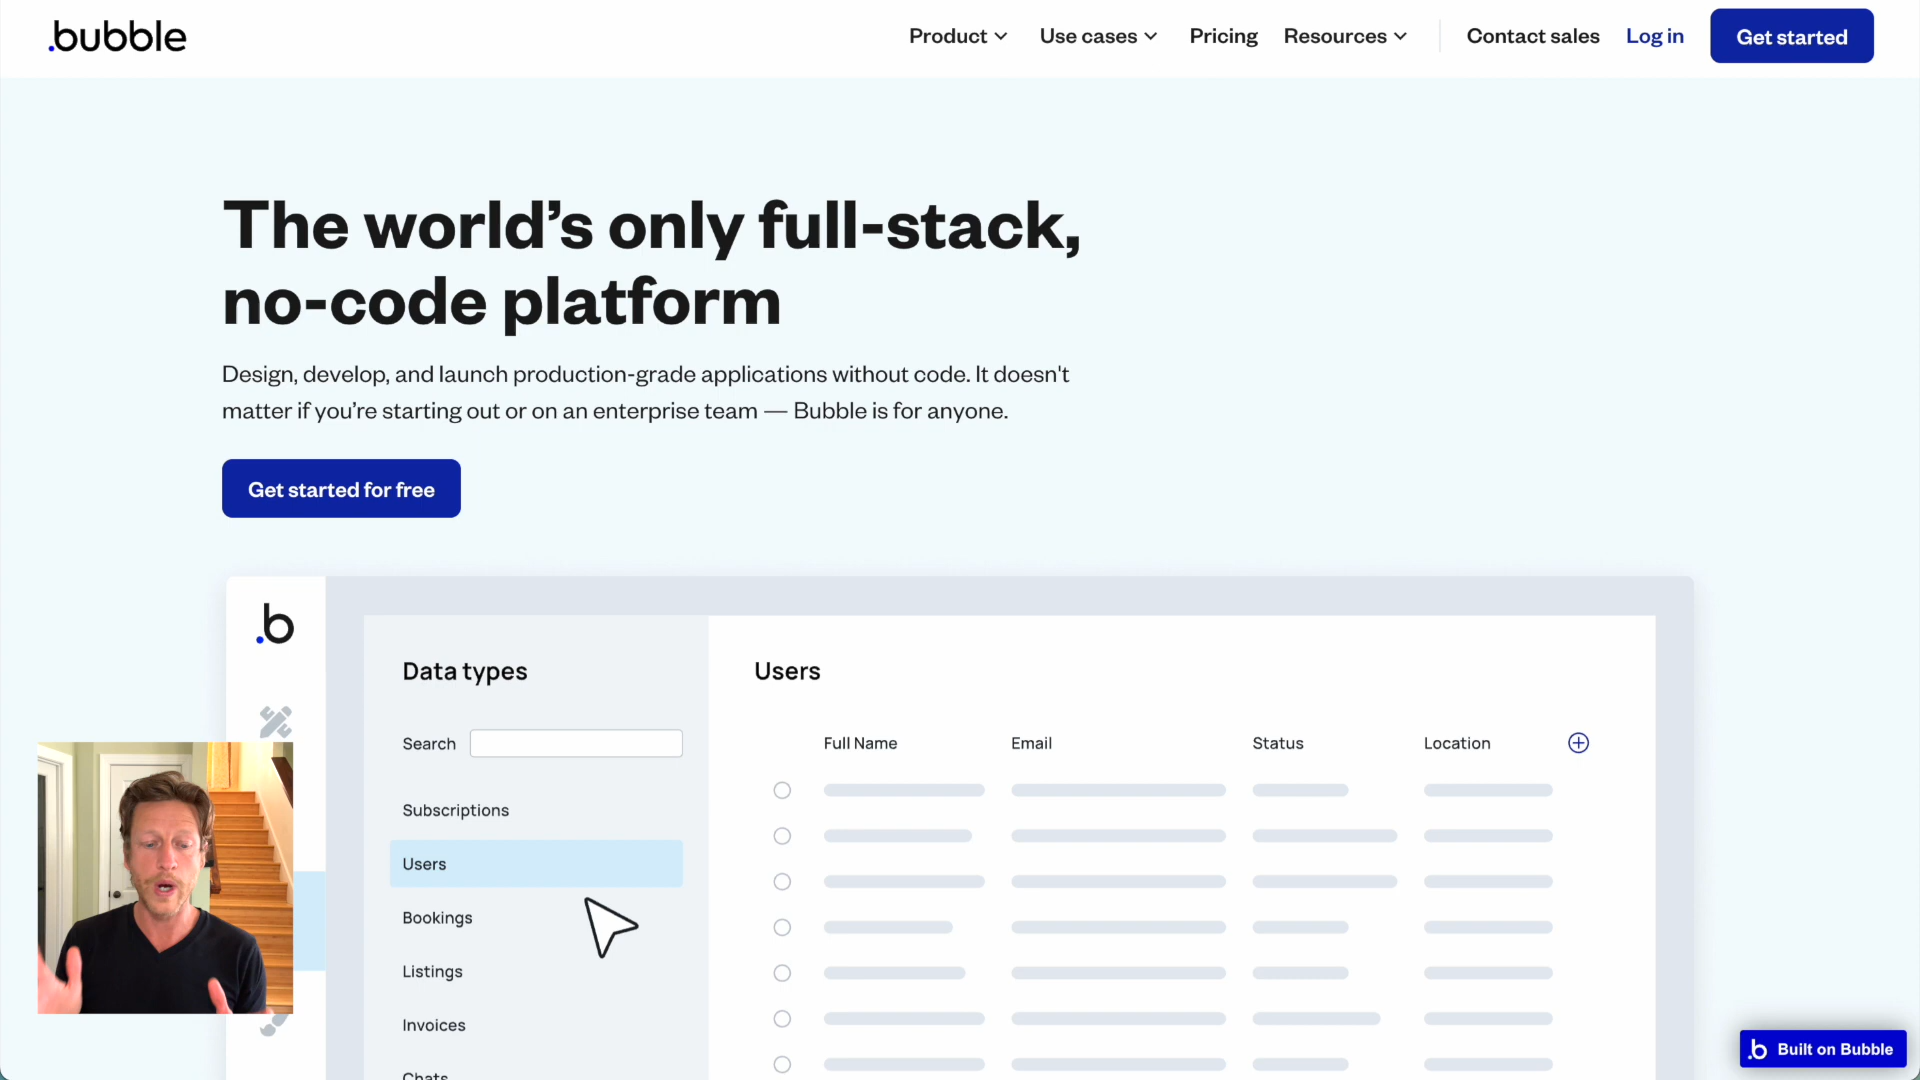 .bubble
Product
Use cases
Pricing
Resources
Contact sales
Log in
Get started
The world’s only full-stack,
no-code platform
Design, develop, and launch production-grade applications without code. It doesn't
matter if you’re starting out or on an enterprise team — Bubble is for anyone.
Get started for free
.b
Data types
Search
Subscriptions
Users
Bookings
Listings
Invoices
Chats
Users
Full Name
Email
Status
Location
.b Built on Bubble